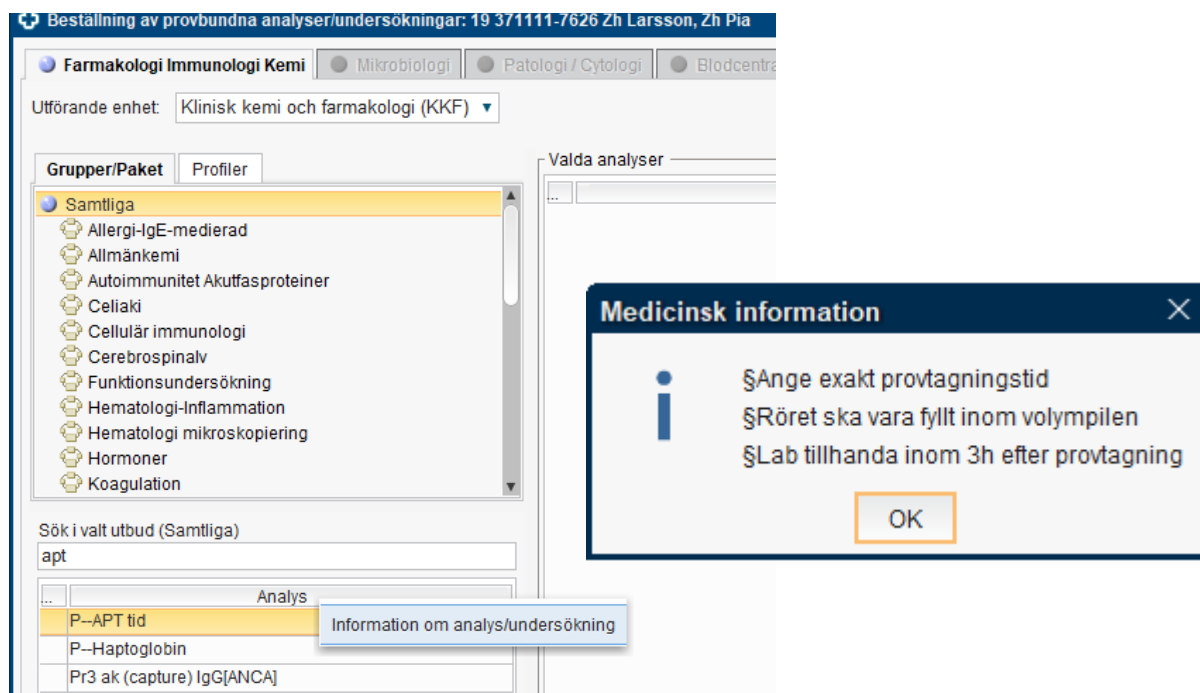 Beställning av provbundna analyser/undersökningar: 19 371111-7626 Zh Larsson, Zh Pia
Farmakologi Immunologi Kemi
Mikrobiologi
Patologi / Cytologi
Blodcentra
Utförande enhet:
Klinisk kemi och farmakologi (KKF)
Grupper/Paket
Profiler
Samtliga
Allergi-IgE-medierad
Allmänkemi
Autoimmunitet Akutfasproteiner
Celiaki
Cellulär immunologi
Cerebrospinalv
Funktionsundersökning
Hematologi-Inflammation
Hematologi mikroskopiering
Hormoner
Koagulation
Sök i valt utbud (Samtliga)
apt
... Analys
P--APT tid
P--Haptoglobin
Pr3 ak (capture) IgG[ANCA]
Information om analys/undersökning
Valda analyser
...
Medicinsk information
§Ange exakt provtagningstid
§Röret ska vara fyllt inom volympilen
§Lab tillhanda inom 3h efter provtagning
OK